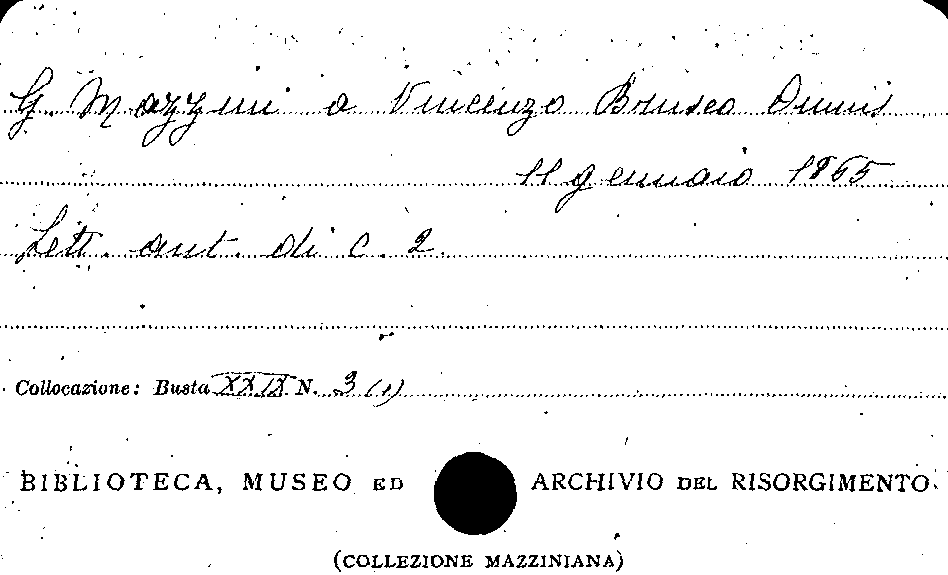 G. Mazzini a Vincenzo Brusco Onnis
11 gennaio 1865
Lett. aut. di c. 2.
Collocazione: Busta XXIX N. 3 (1)
BIBLIOTECA, MUSEO ED ARCHIVIO DEL RISORGIMENTO
(COLLEZIONE MAZZINIANA)